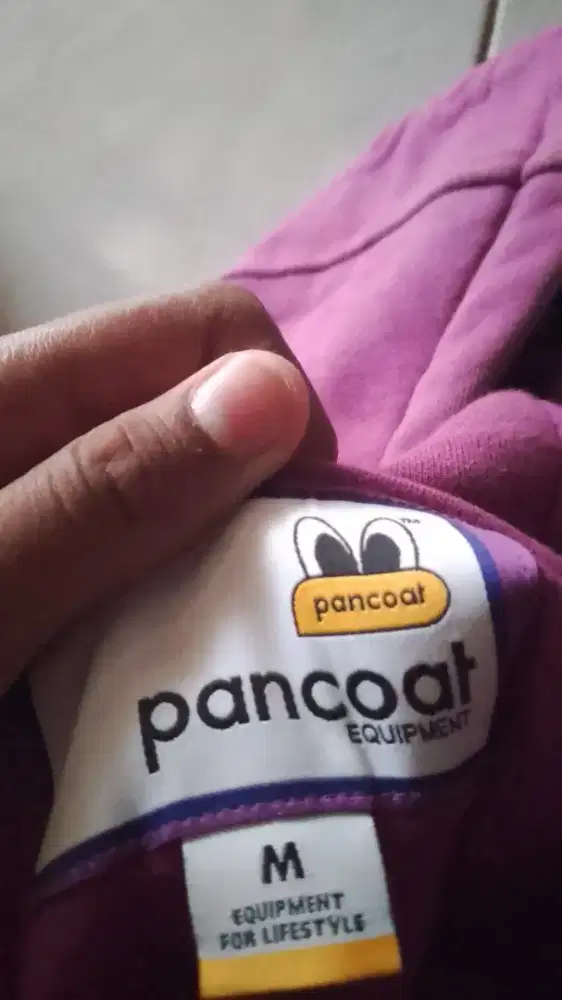 TM
pancoat
pancoat
EQUIPMENT
M
EQUIPMENT
FOR LIFESTYLE